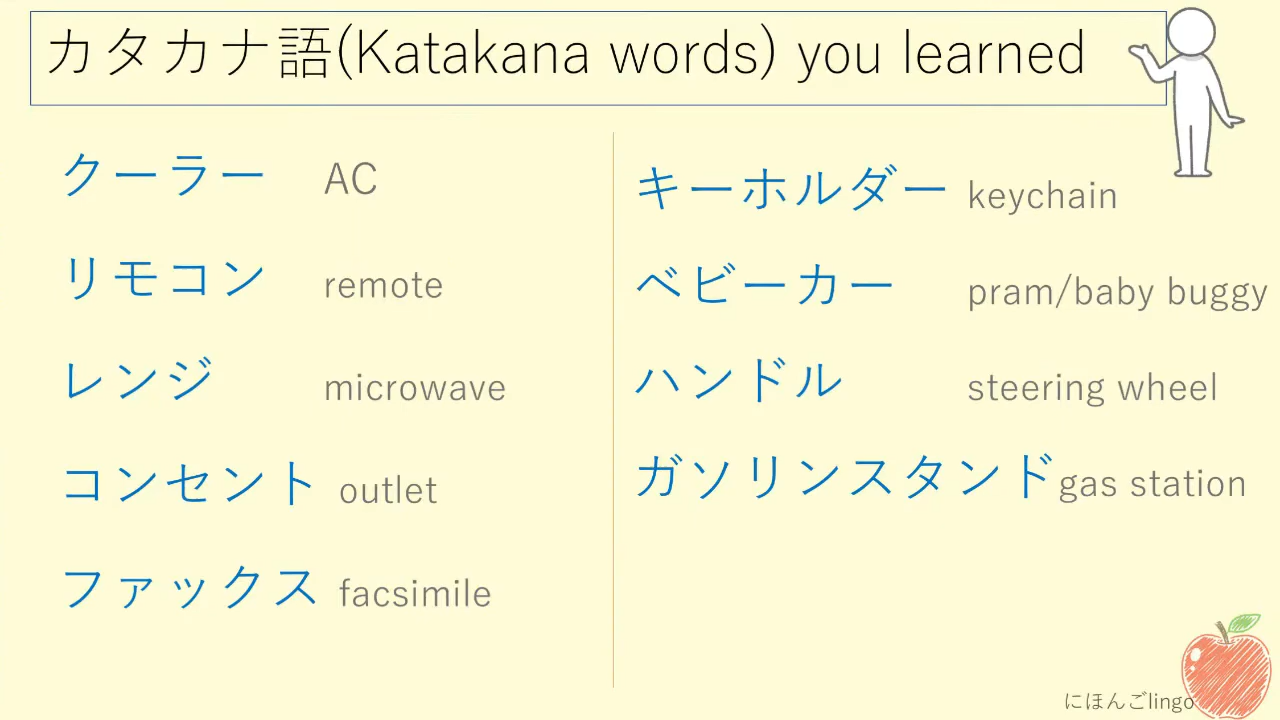 カタカナ語(Katakana words) you learned
クーラー AC
リモコン remote
レンジ microwave
コンセント outlet
ファックス facsimile
キーホルダー keychain
ベビーカー pram/baby buggy
ハンドル steering wheel
ガソリンスタンド gas station
にほんごlingo